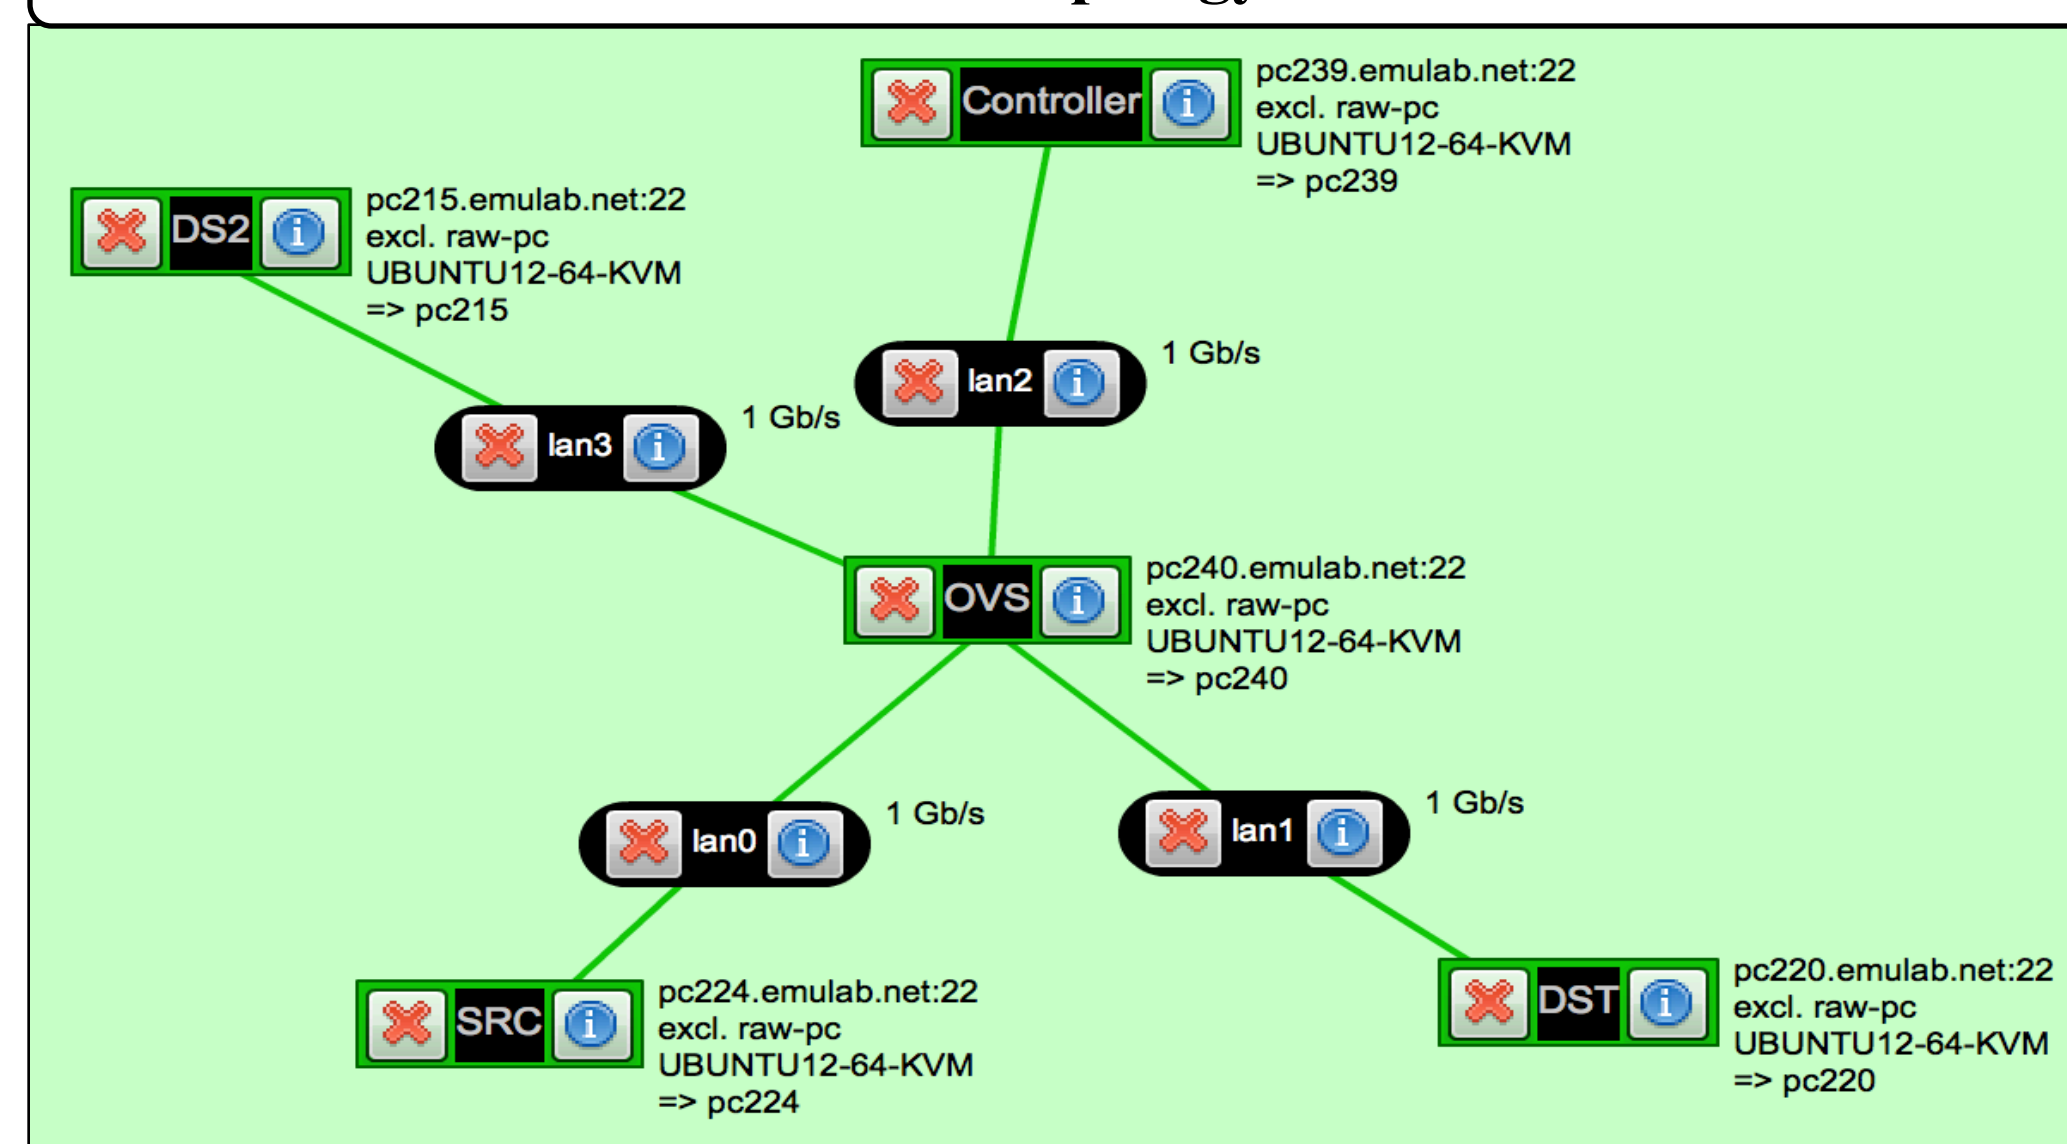 Controller
pc239.emulab.net:22
excl. raw-pc
UBUNTU12-64-KVM
=> pc239
DS2
pc215.emulab.net:22
excl. raw-pc
UBUNTU12-64-KVM
=> pc215
lan2
1 Gb/s
lan3
1 Gb/s
OVS
pc240.emulab.net:22
excl. raw-pc
UBUNTU12-64-KVM
=> pc240
lan0
1 Gb/s
lan1
1 Gb/s
SRC
pc224.emulab.net:22
excl. raw-pc
UBUNTU12-64-KVM
=> pc224
DST
pc220.emulab.net:22
excl. raw-pc
UBUNTU12-64-KVM
=> pc220